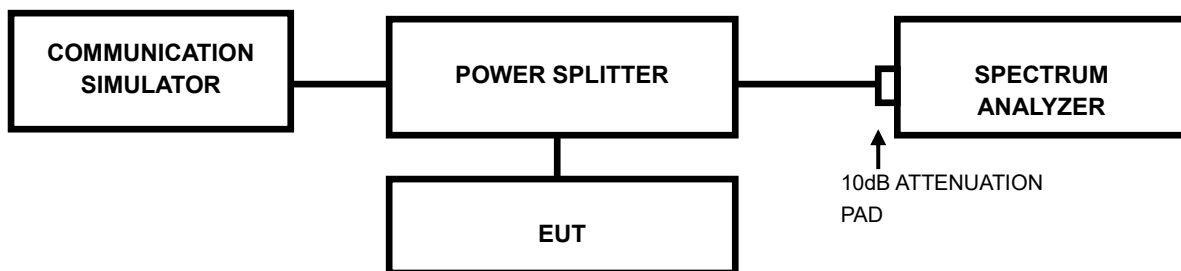 COMMUNICATION
SIMULATOR
POWER SPLITTER
SPECTRUM
ANALYZER
10dB ATTENUATION
PAD
EUT